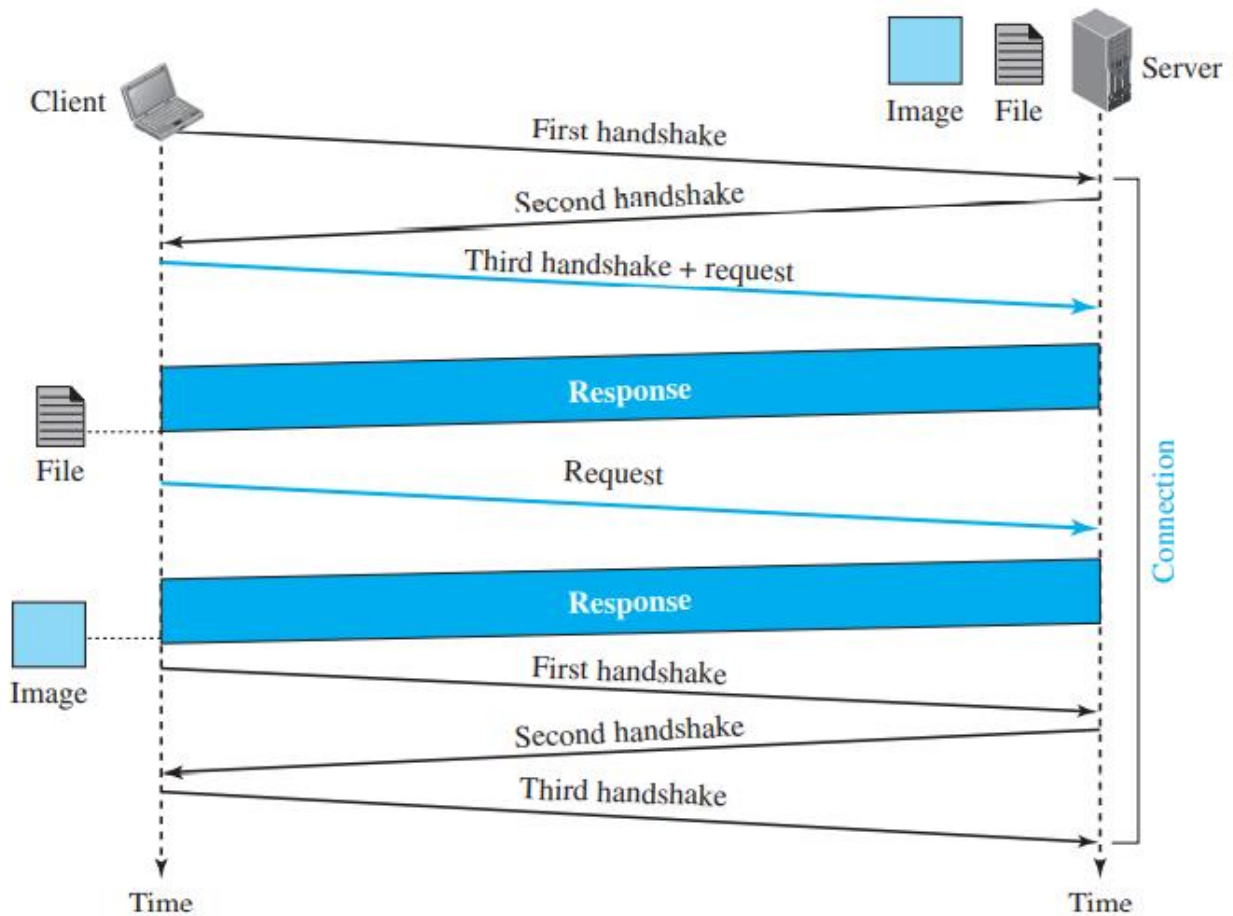 Client
Image
File
Server
First handshake
Second handshake
Third handshake + request
Response
File
Request
Connection
Response
Image
First handshake
Second handshake
Third handshake
Time
Time